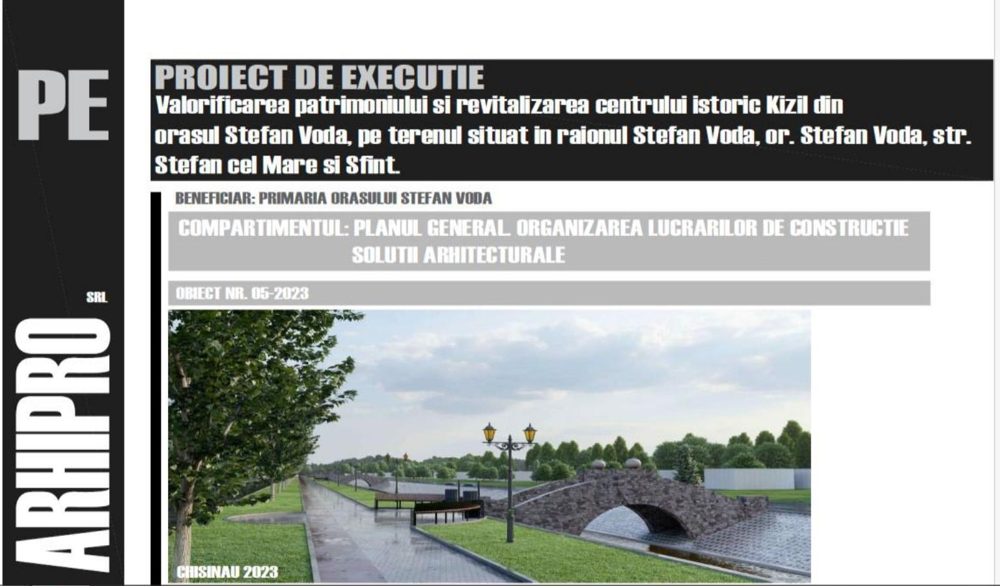 PE
SRL
ARHIPRO
PROIECT DE EXECUTIE
Valorificarea patrimoniului si revitalizarea centrului istoric Kizil din
orasul Stefan Voda, pe terenul situat in raionul Stefan Voda, or. Stefan Voda, str.
Stefan cel Mare si Sfint.
BENEFICIAR: PRIMARIA ORASULUI STEFAN VODA
COMPARTIMENTUL: PLANUL GENERAL. ORGANIZAREA LUCRARILOR DE CONSTRUCTIE
SOLUTII ARHITECTURALE
OBIECT NR. 05-2023
CHISINAU 2023